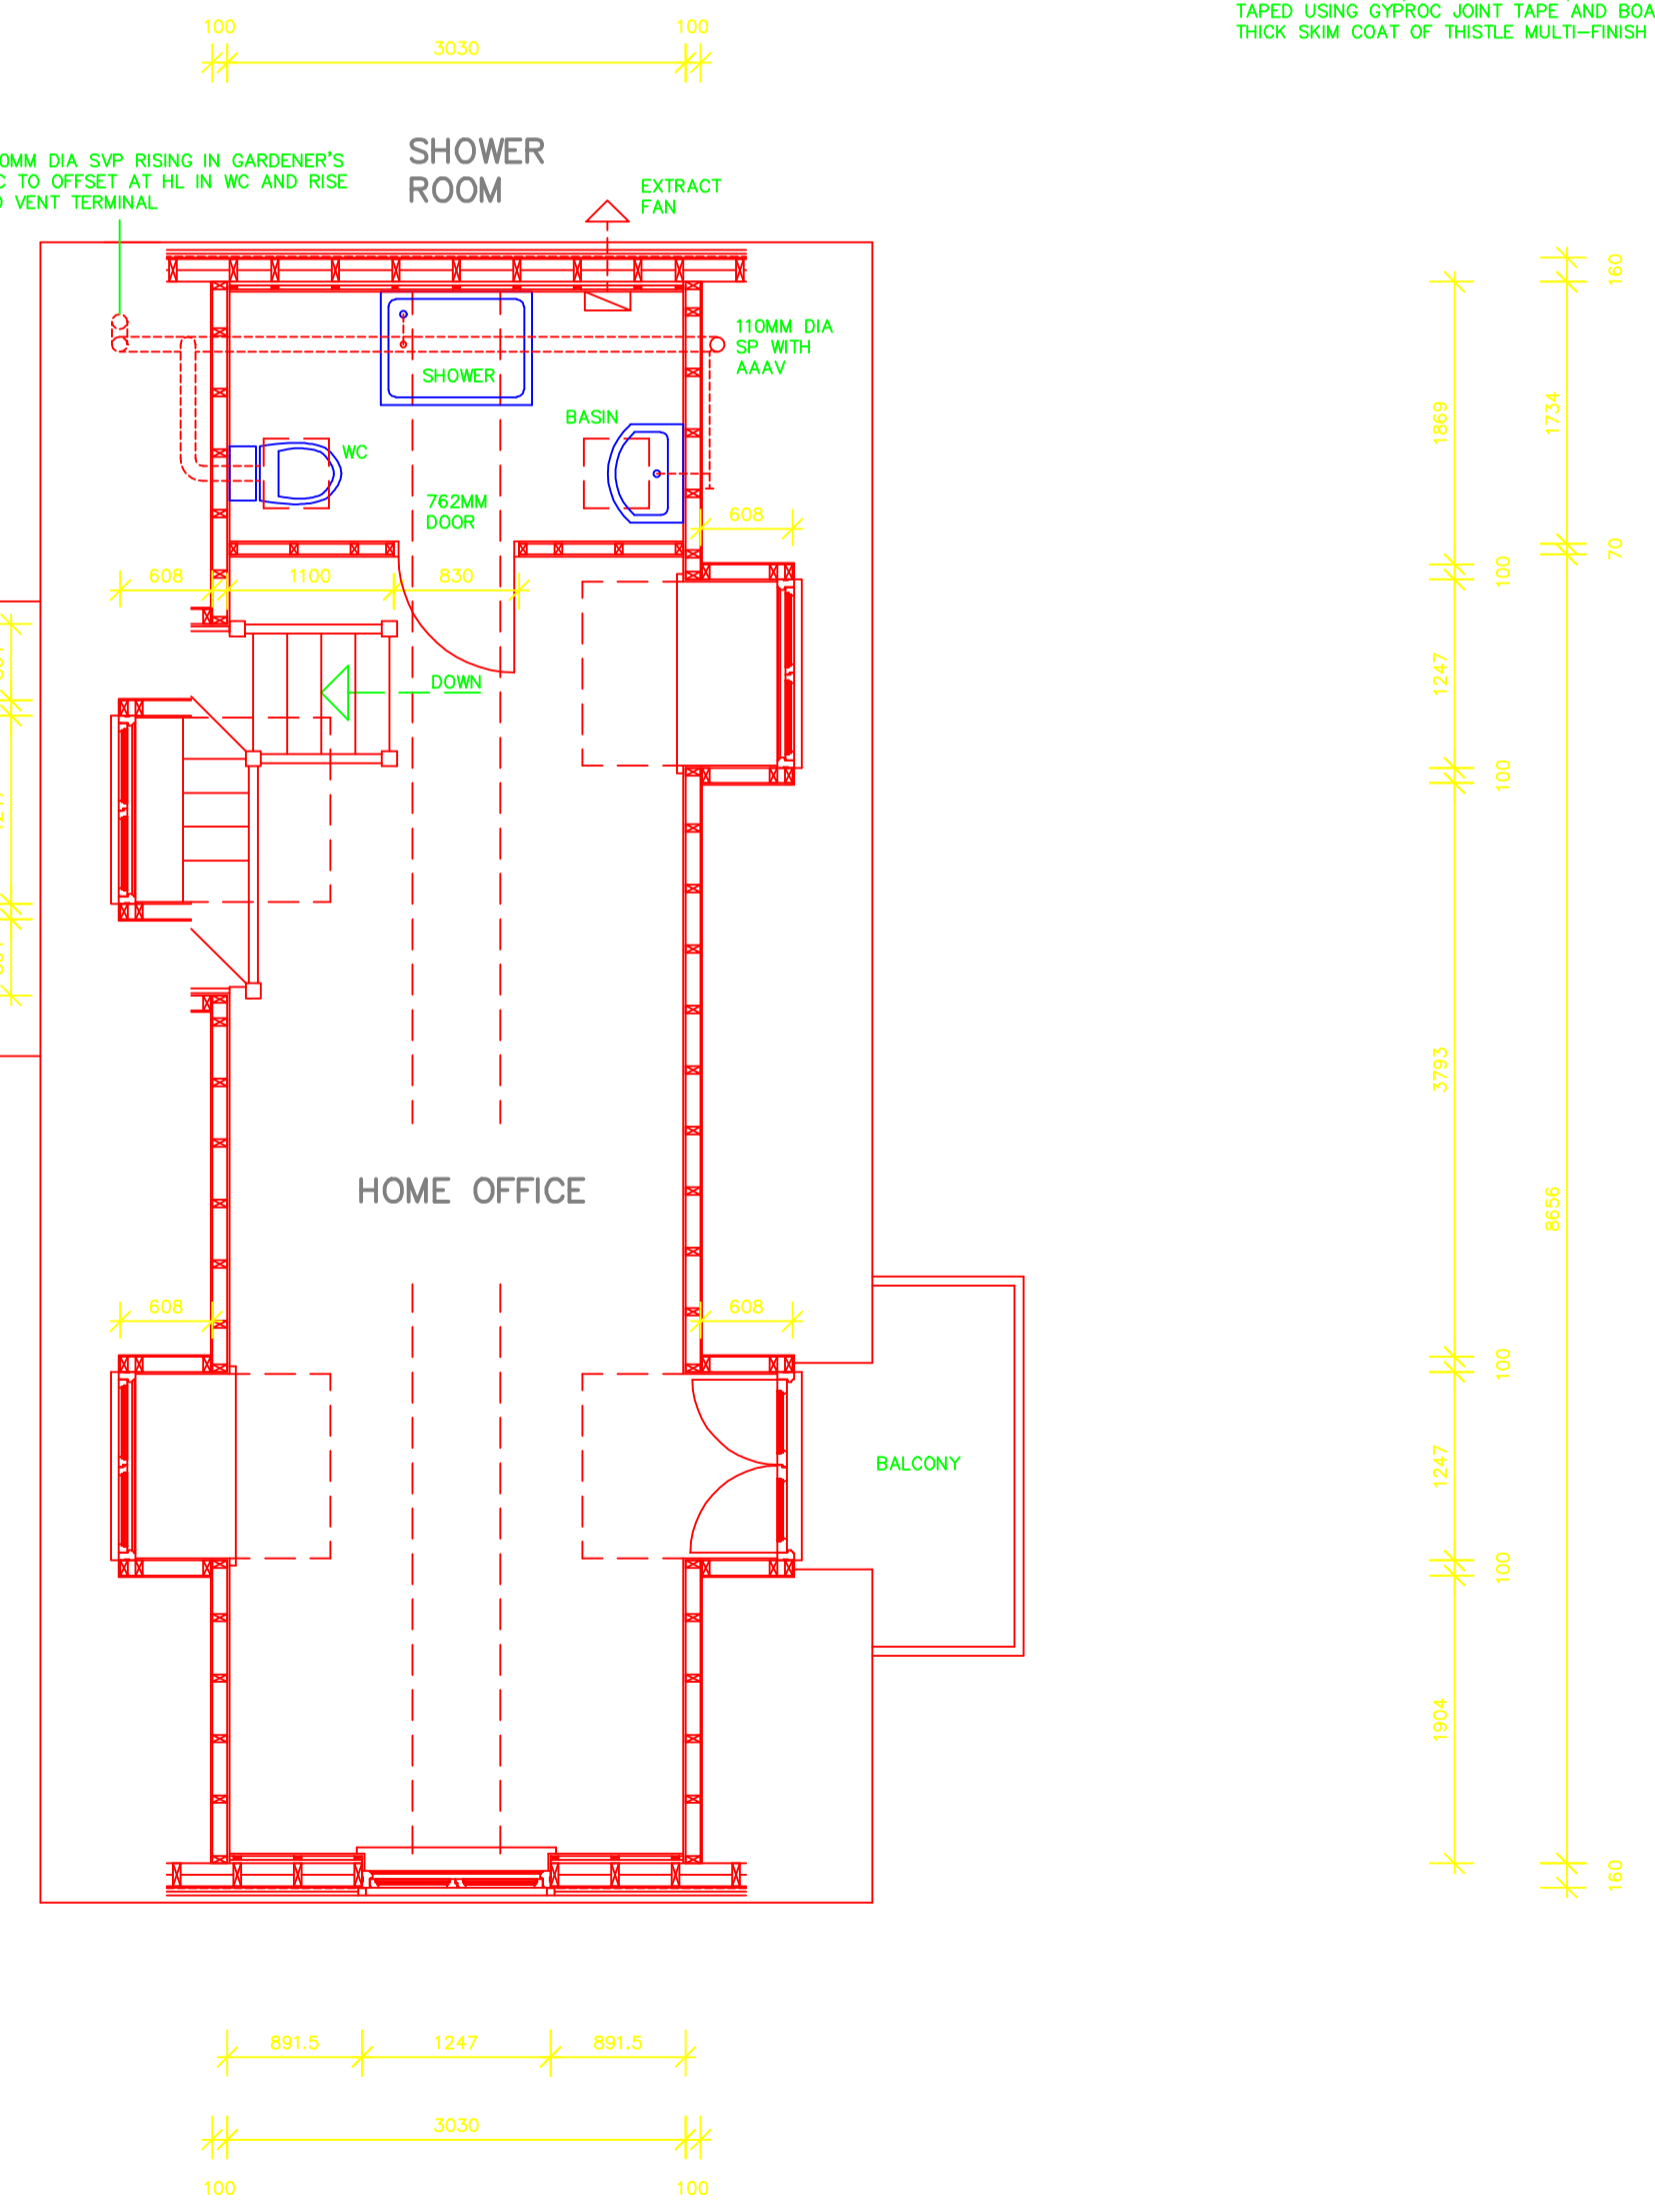 TAPED USING GYPROC JOINT TAPE AND BOA
THICK SKIM COAT OF THISTLE MULTI-FINISH
100
3030
100
SHOWER
ROOM
0MM DIA SVP RISING IN GARDENER'S
C TO OFFSET AT HL IN WC AND RISE
VENT TERMINAL
EXTRACT
FAN
110MM DIA
SP WITH
AAAV
SHOWER
BASIN
WC
762MM
DOOR
608
608
1100
830
DOWN
HOME OFFICE
608
608
BALCONY
160
1869
1734
70
100
1247
100
3793
8656
100
1247
100
1904
160
891.5
1247
891.5
3030
100
100